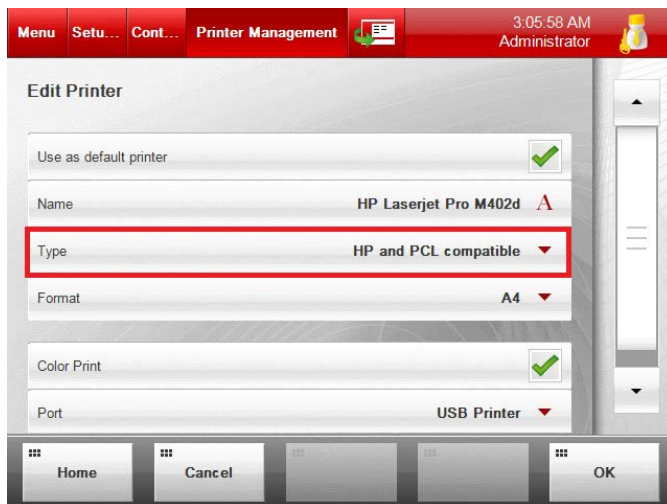 Menu Setu... Cont... Printer Management 3:05:58 AM
Administrator
Edit Printer
Use as default printer
Name HP Laserjet Pro M402d A
Type HP and PCL compatible
Format A4
Color Print
Port USB Printer
Home Cancel OK